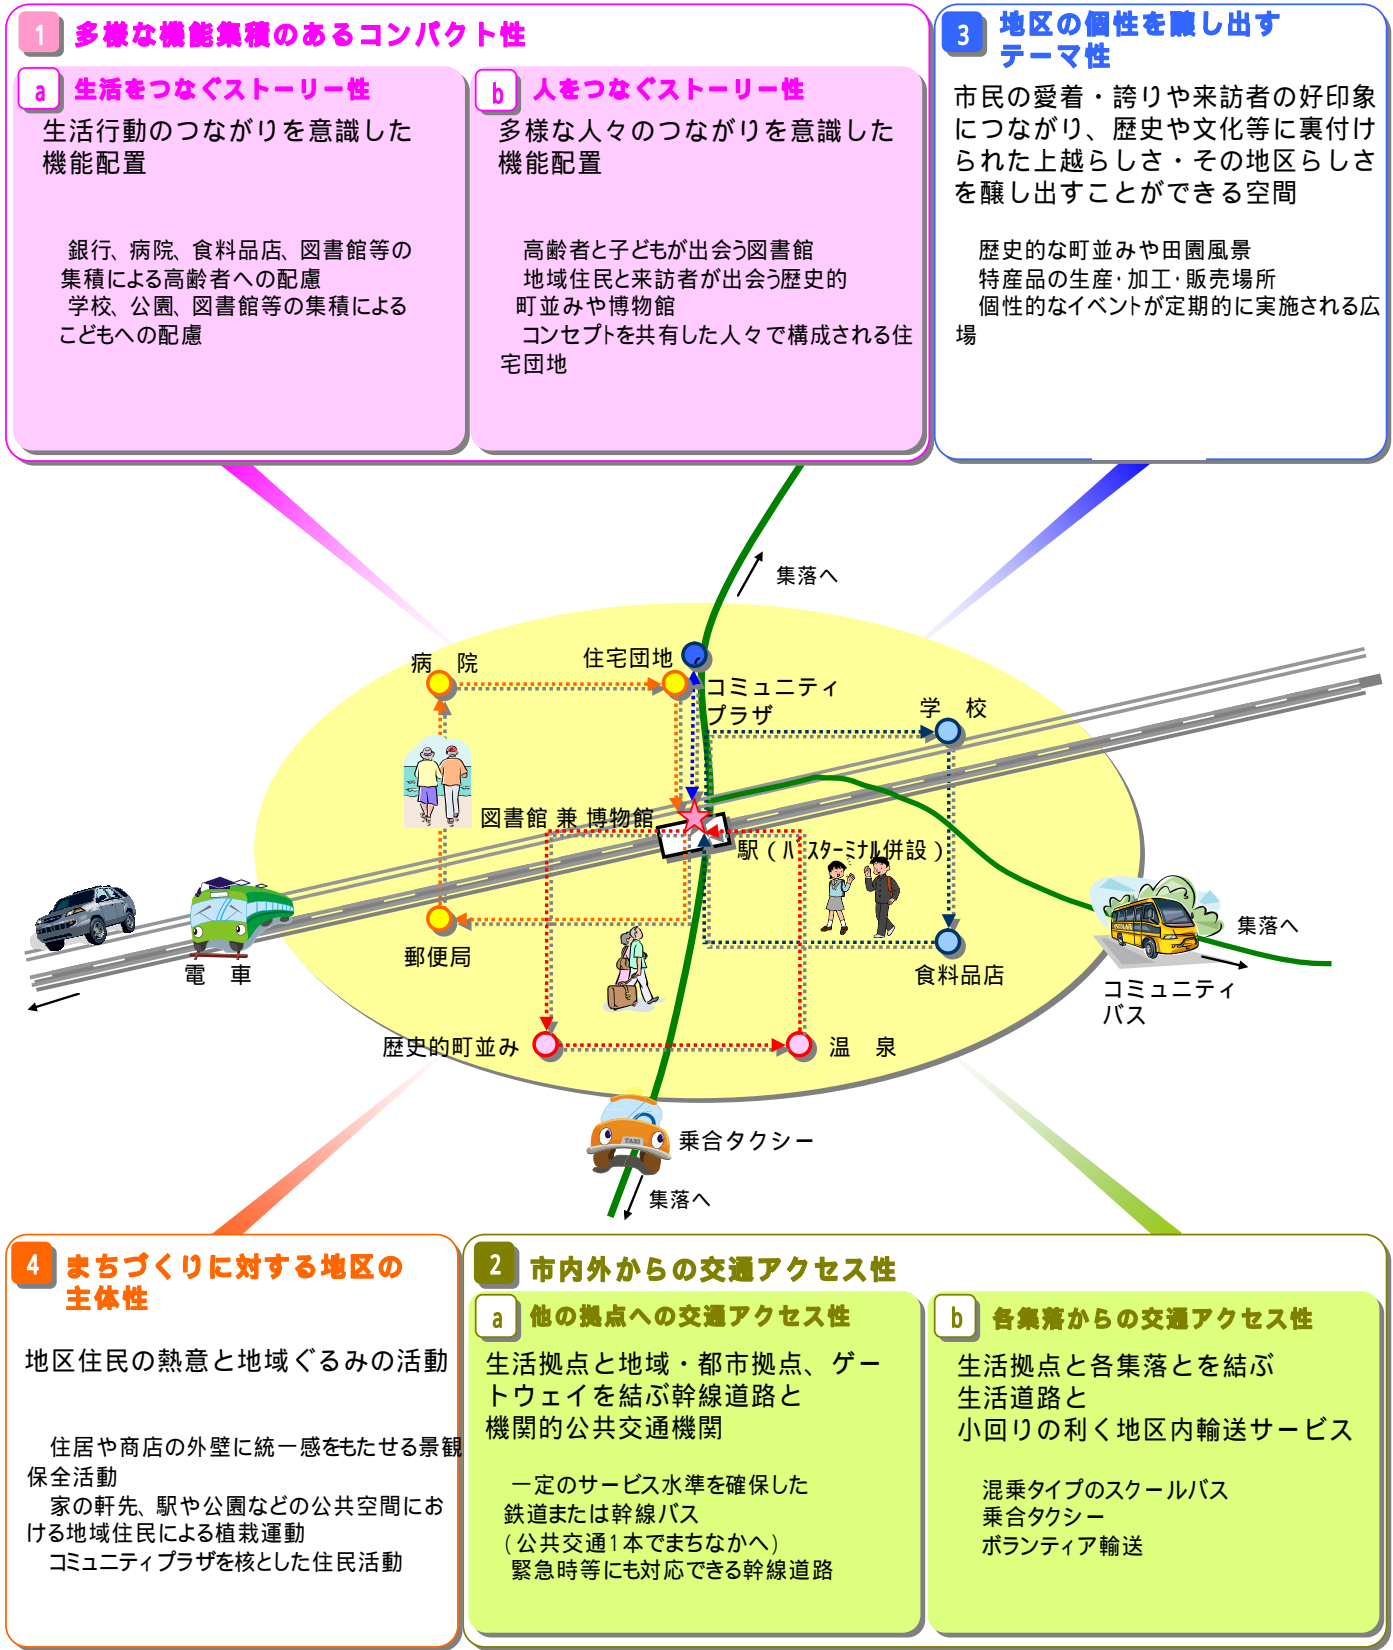 1 多様な機能集積のあるコンパクト性
a 生活をつなぐストーリー性
生活行動のつながりを意識した
機能配置
銀行、病院、食料品店、図書館等の
集積による高齢者への配慮
学校、公園、図書館等の集積による
こどもへの配慮
b 人をつなぐストーリー性
多様な人々のつながりを意識した
機能配置
高齢者と子どもが出会う図書館
地域住民と来訪者が出会う歴史的
町並みや博物館
コンセプトを共有した人々で構成される住
宅団地
3 地区の個性を醸し出す
テーマ性
市民の愛着・誇りや来訪者の好印象
につながり、歴史や文化等に裏付け
られた上越らしさ・その地区らしさ
を醸し出すことができる空間
歴史的な町並みや田園風景
特産品の生産・加工・販売場所
個性的なイベントが定期的に実施される広
場
集落へ
病 院
住宅団地
コミュニティ
プラザ
学 校
図書館 兼 博物館
駅(バスターミナル併設)
電 車
郵便局
食料品店
集落へ
コミュニティ
バス
歴史的町並み
温 泉
TAXI
乗合タクシー
集落へ
4 まちづくりに対する地区の
主体性
地区住民の熱意と地域ぐるみの活動
住居や商店の外壁に統一感をもたせる景観
保全活動
家の軒先、駅や公園などの公共空間にお
ける地域住民による植栽運動
コミュニティプラザを核とした住民活動
2 市内外からの交通アクセス性
a 他の拠点への交通アクセス性
生活拠点と地域・都市拠点、ゲー
トウェイを結ぶ幹線道路と
機関的公共交通機関
一定のサービス水準を確保した
鉄道または幹線バス
(公共交通1本でまちなかへ)
緊急時等にも対応できる幹線道路
b 各集落からの交通アクセス性
生活拠点と各集落とを結ぶ
生活道路と
小回りの利く地区内輸送サービス
混乗タイプのスクールバス
乗合タクシー
ボランティア輸送